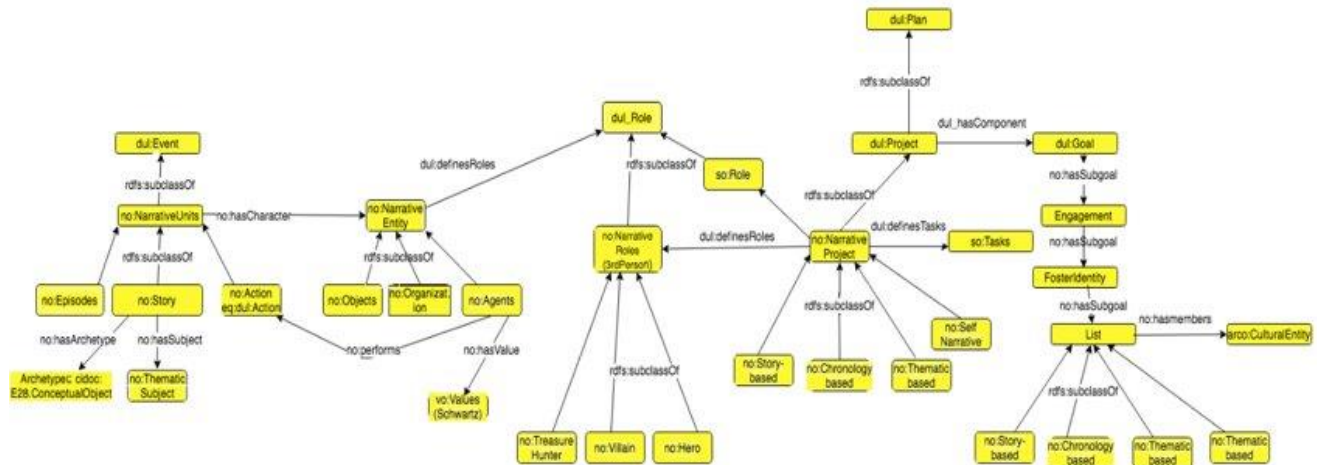 dul:Plan
rdfs:subclassOf
dul_Role
dul_hasComponent
dul:Event
dul:Project
dul:Goal
dul:definesRoles
rdfs:subclassOf
so:Role
no:hasSubgoal
rdfs:subclassOf
rdfs:subclassOf
no:NarrativeUnits
no:hasCharacter
no:Narrative
Entity
Engagement
dul:definesTasks
no:Narrative
Roles
(3rdPerson)
dul:definesRoles
no:Narrative
Project
so:Tasks
no:hasSubgoal
rdfs:subclassOf
rdfs:subclassOf
FosterIdentity
no:Episodes
no:Story
no:Action
eq:dul:Action
no:Objects
no:Organizat.
ion
no:Agents
rdfs:subclassOf
no:hasSubgoal
no:hasArchetype
no:hasSubject
no:performs
no:hasValue
no:Self
Narrative
List
no:hasmembers
arco:CulturalEntity
no:Story-
based
no:Chronology
based
no:Thematic
based
Archetype: cidoc:
E28.ConceptualObject
no:Thematic
Subject
rdfs:subclassOf
rdfs:subclassOf
vo:Values
(Schwartz)
no:Treasure
Hunter
no:Villain
no:Hero
no:Story-
based
no:Chronology
based
no:Thematic
based
no:Thematic
based